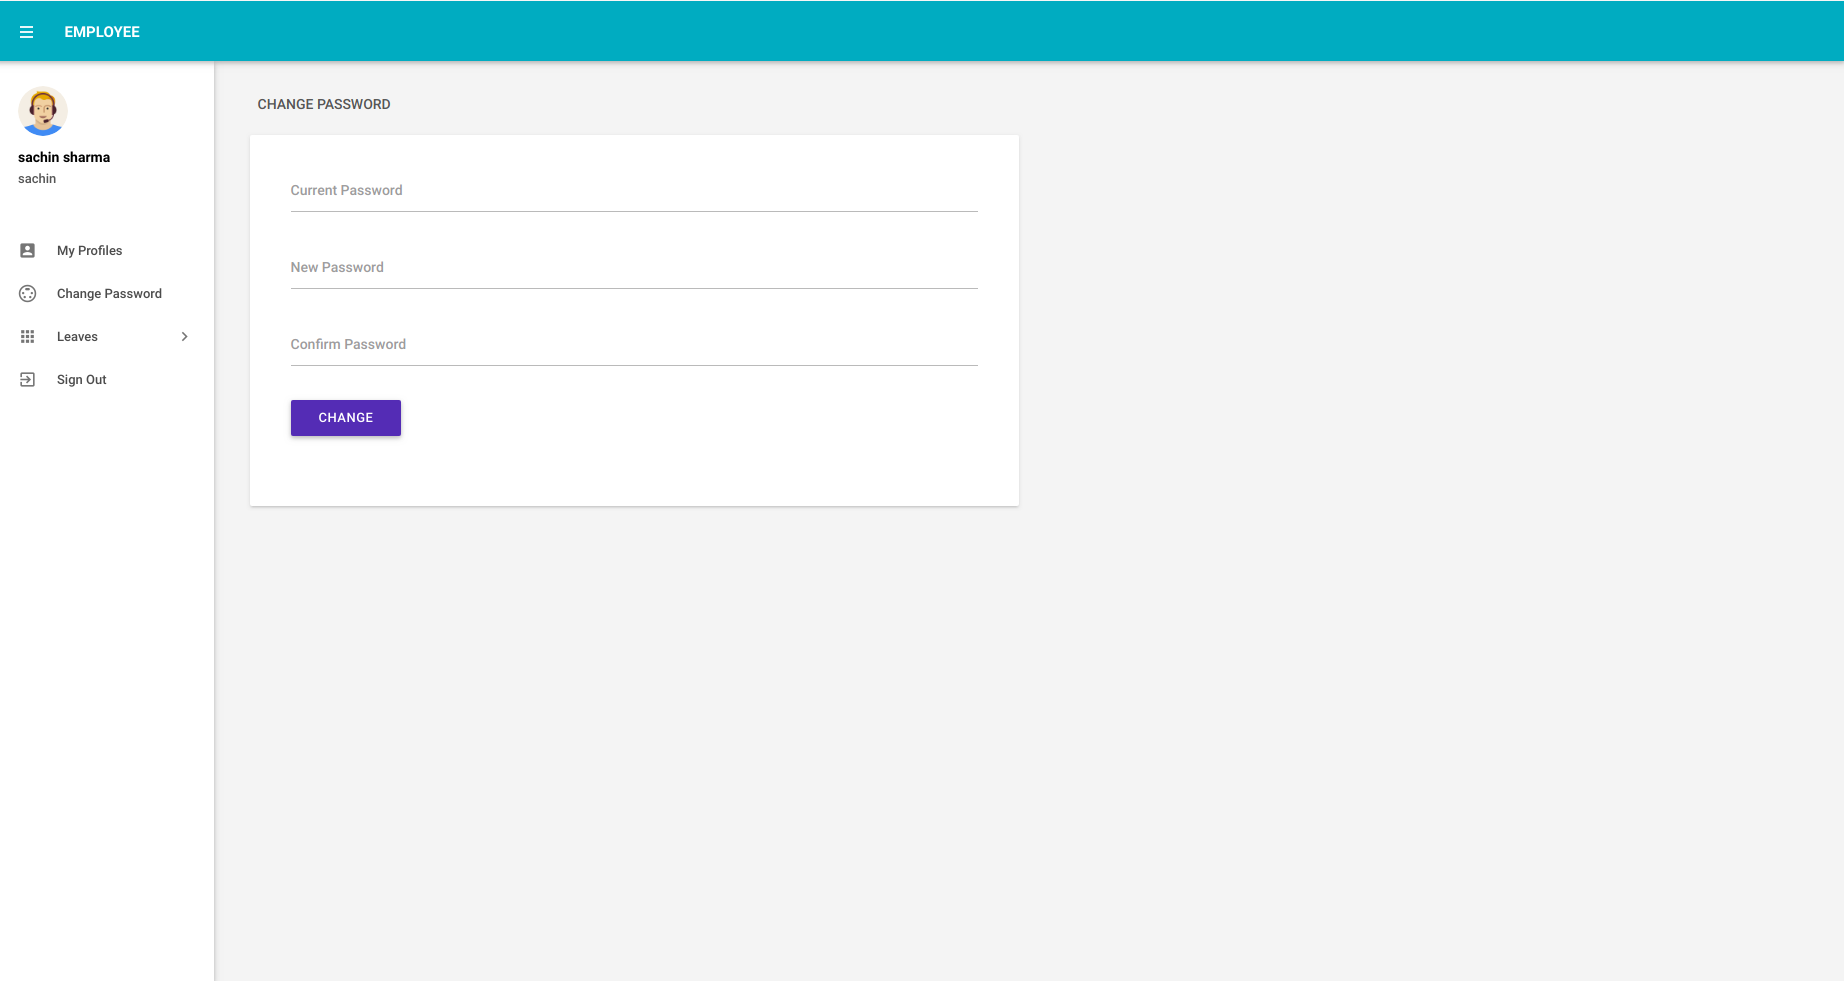 EMPLOYEE
sachin sharma
sachin
My Profiles
Change Password
Leaves
Sign Out
CHANGE PASSWORD
Current Password
New Password
Confirm Password
CHANGE